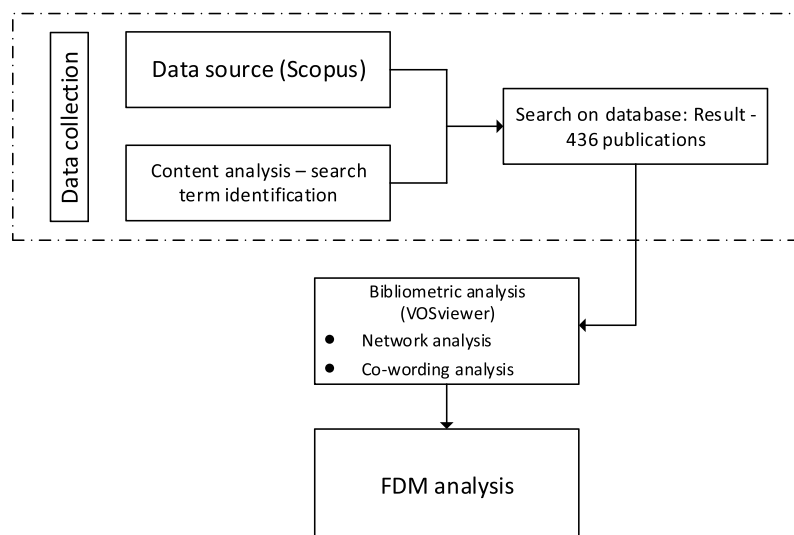 Data collection
Data source (Scopus)
Content analysis – search
term identification
Search on database: Result -
436 publications
Bibliometric analysis
(VOSviewer)
● Network analysis
● Co-wording analysis
FDM analysis